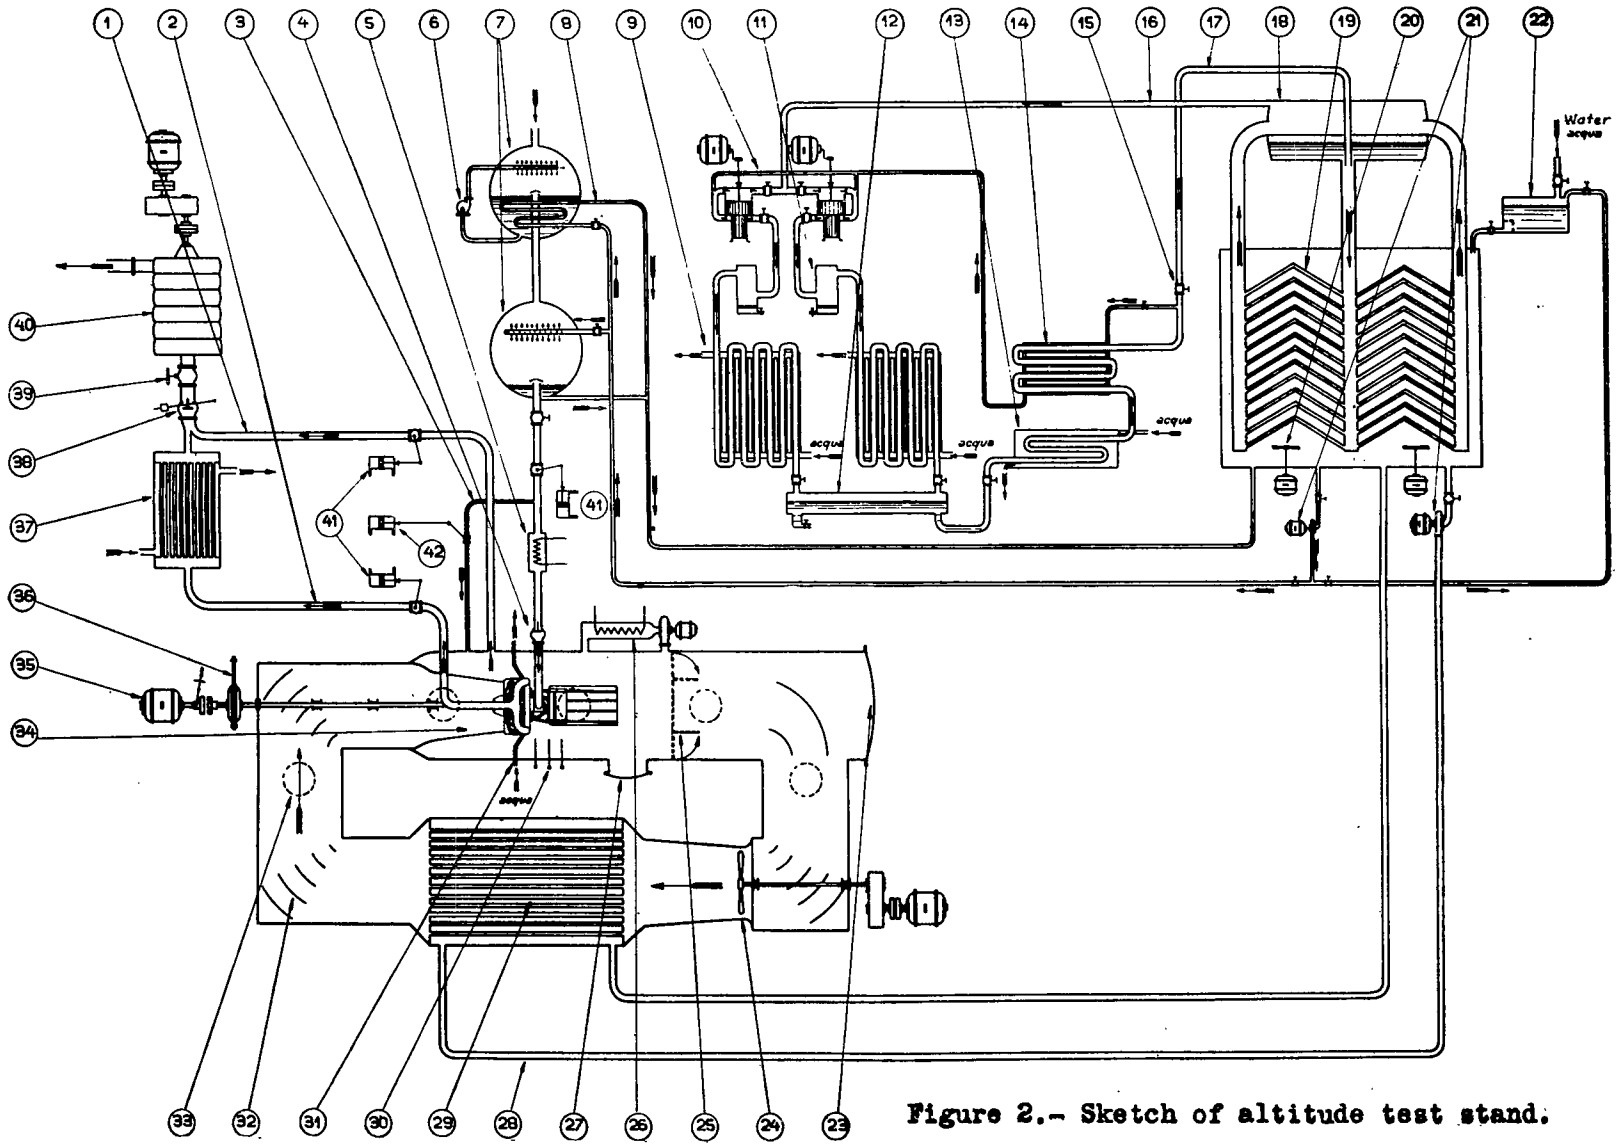 1 2 3 4 5 6 7 8 9 10 11 12 13 14 15 16 17 18 19 20 21 22
Water
acqua
40
39
38
acqua acqua acqua
37
41 41
42
36
35
34
acqua
33 32 31 30 29 28 27 26 25 24 23
Figure 2.- Sketch of altitude test stand.